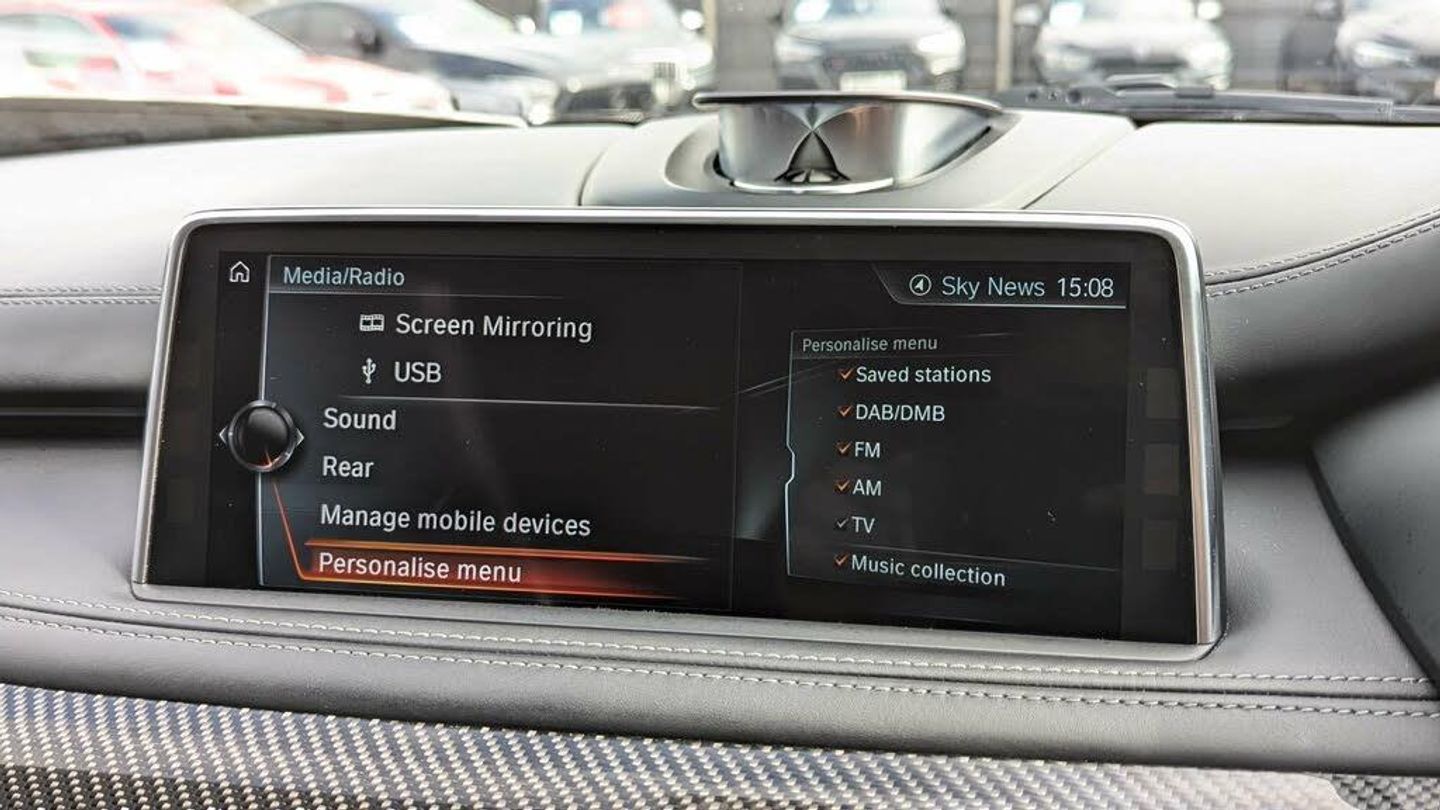 Media/Radio
Sky News 15:08
Screen Mirroring
USB
Sound
Rear
Manage mobile devices
Personalise menu
Personalise menu
Saved stations
DAB/DMB
FM
AM
TV
Music collection